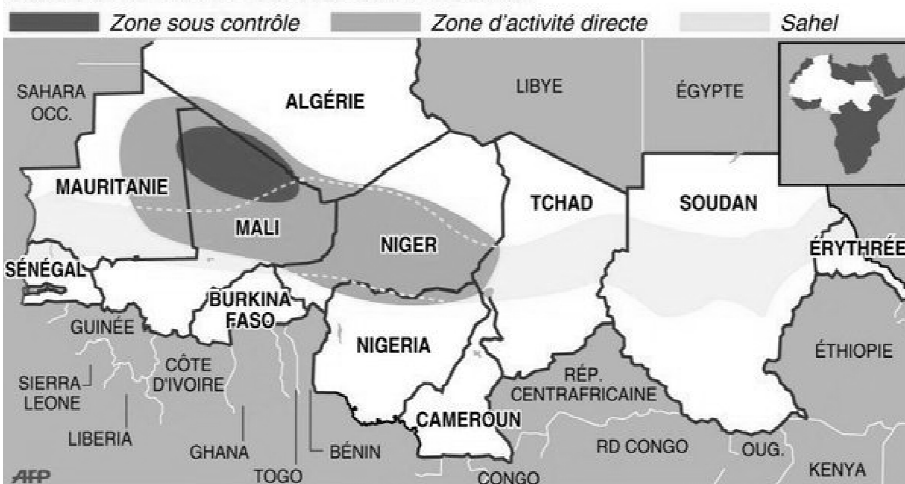 Zone sous contrôle Zone d'activité directe Sahel
SAHARA
OCC.
ALGÉRIE
LIBYE
ÉGYPTE
MAURITANIE
MALI
NIGER
TCHAD
SOUDAN
ÉRYTHRÉE
SÉNÉGAL
BURKINA
FASO
GUINÉE
NIGERIA
SIERRA
LEONE
CÔTE
D'IVOIRE
CAMEROUN
RÉP.
CENTRAFRICAINE
ÉTHIOPIE
LIBERIA
GHANA
TOGO
BÉNIN
CONGO
RD CONGO
OUG.
KENYA
AFP